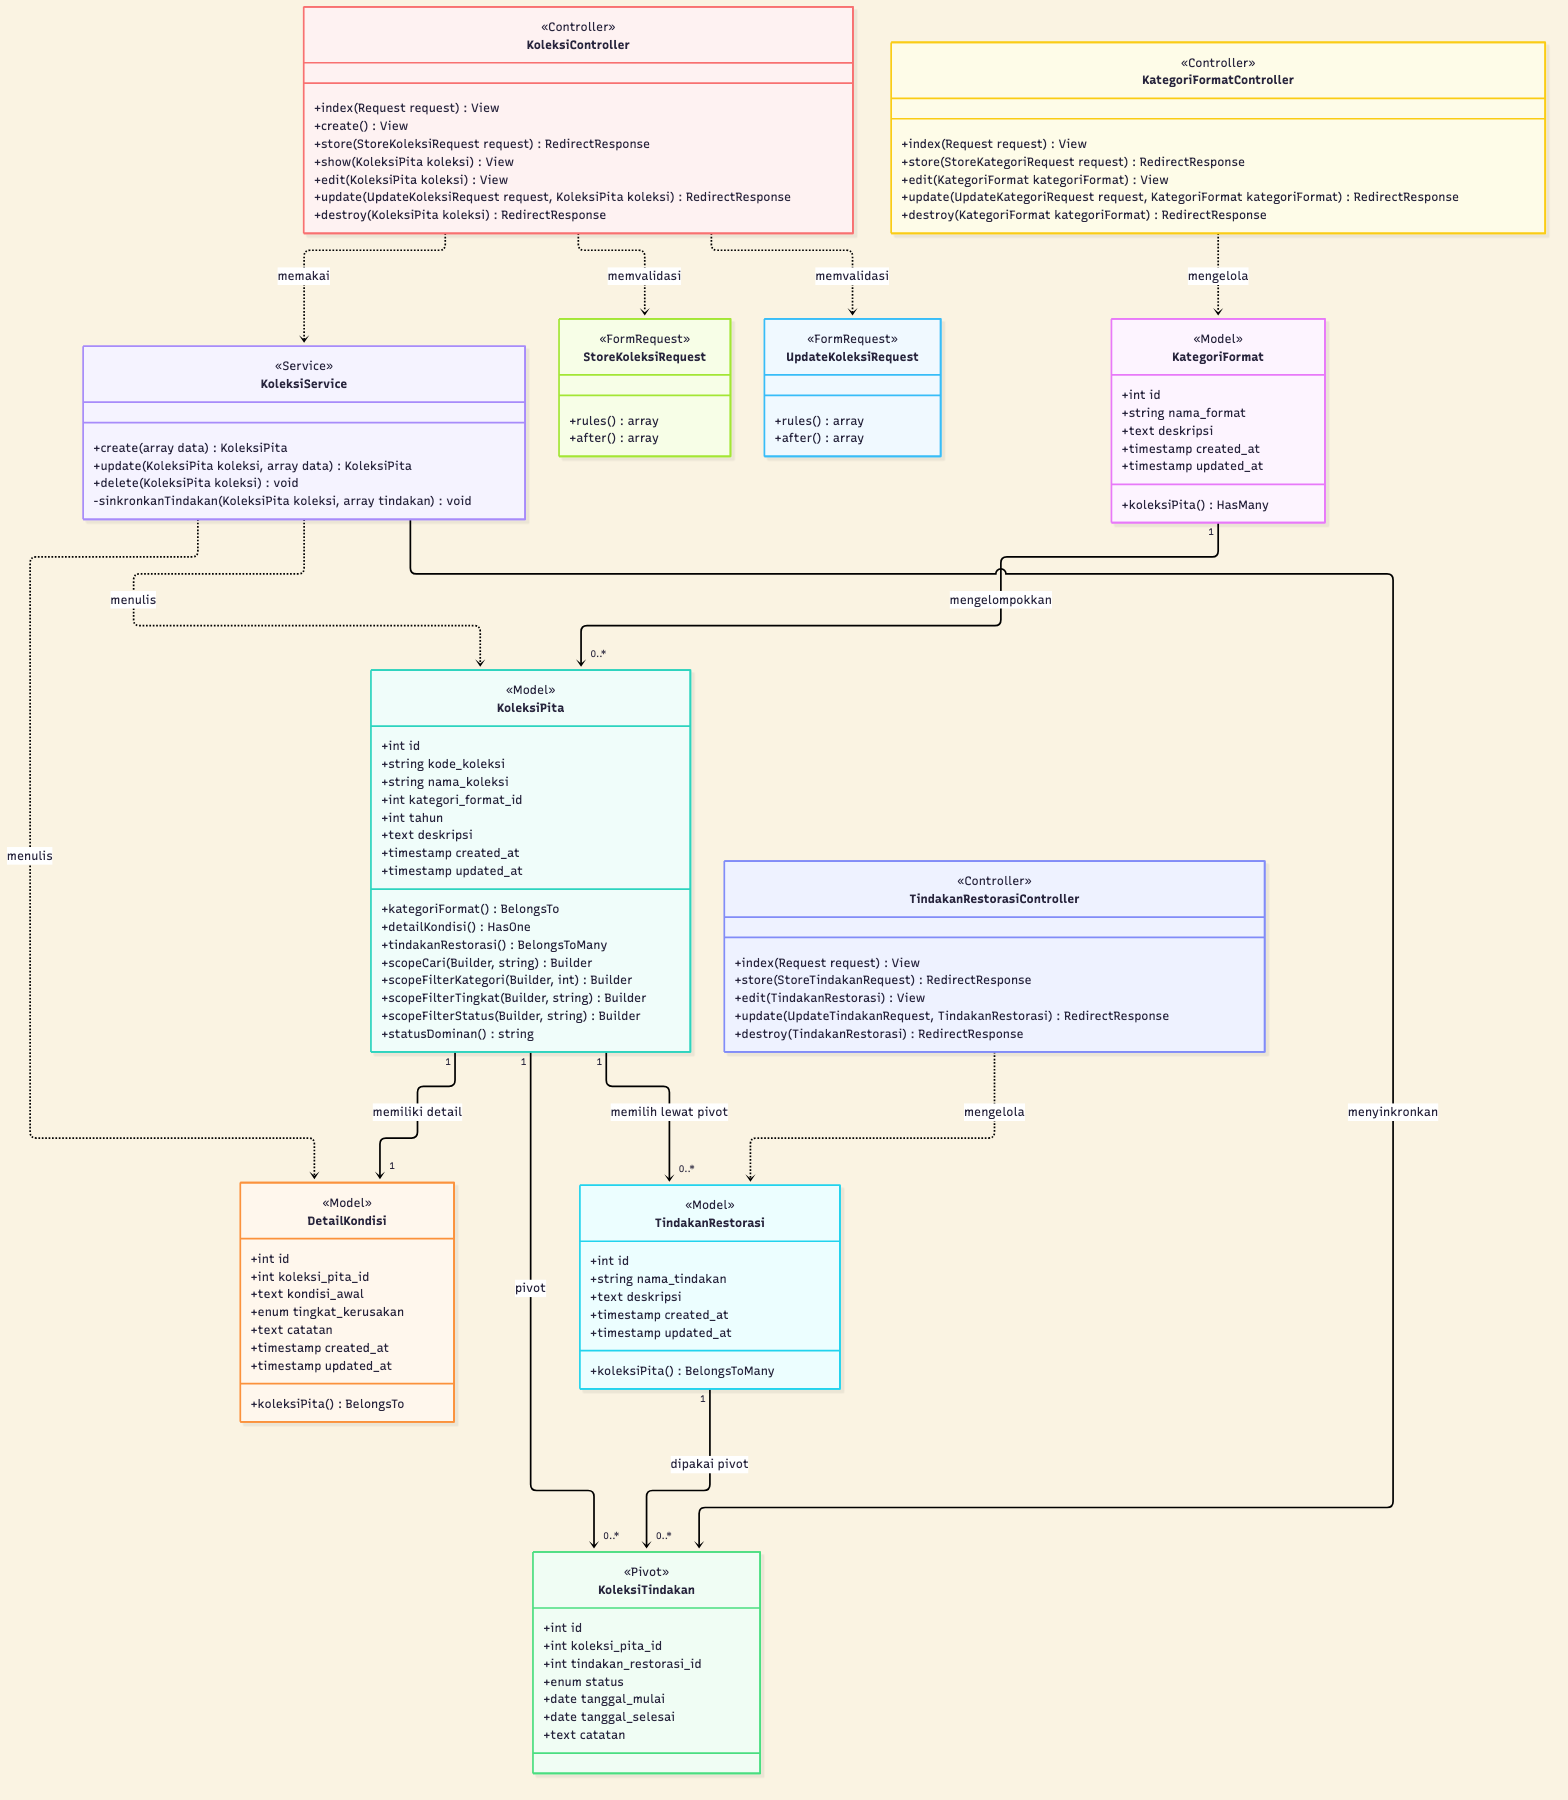 «Controller»
KoleksiController
+index(Request request) : View
+create() : View
+store(StoreKoleksiRequest request) : RedirectResponse
+show(KoleksiPita koleksi) : View
+edit(KoleksiPita koleksi) : View
+update(UpdateKoleksiRequest request, KoleksiPita koleksi) : RedirectResponse
+destroy(KoleksiPita koleksi) : RedirectResponse
«Controller»
KategoriFormatController
+index(Request request) : View
+store(StoreKategoriRequest request) : RedirectResponse
+edit(KategoriFormat kategoriFormat) : View
+update(UpdateKategoriRequest request, KategoriFormat kategoriFormat) : RedirectResponse
+destroy(KategoriFormat kategoriFormat) : RedirectResponse
memakai
memvalidasi
memvalidasi
mengelola
«Service»
KoleksiService
+create(array data) : KoleksiPita
+update(KoleksiPita koleksi, array data) : KoleksiPita
+delete(KoleksiPita koleksi) : void
-sinkronkanTindakan(KoleksiPita koleksi, array tindakan) : void
«FormRequest»
StoreKoleksiRequest
+rules() : array
+after() : array
«FormRequest»
UpdateKoleksiRequest
+rules() : array
+after() : array
«Model»
KategoriFormat
+int id
+string nama_format
+text deskripsi
+timestamp created_at
+timestamp updated_at
+koleksiPita() : HasMany
1
menulis
mengelompokkan
0..*
«Model»
KoleksiPita
+int id
+string kode_koleksi
+string nama_koleksi
+int kategori_format_id
+int tahun
+text deskripsi
+timestamp created_at
+timestamp updated_at
+kategoriFormat() : BelongsTo
+detailKondisi() : HasOne
+tindakanRestorasi() : BelongsToMany
+scopeCari(Builder, string) : Builder
+scopeFilterKategori(Builder, int) : Builder
+scopeFilterTingkat(Builder, string) : Builder
+scopeFilterStatus(Builder, string) : Builder
+statusDominan() : string
menulis
«Controller»
TindakanRestorasiController
+index(Request request) : View
+store(StoreTindakanRequest) : RedirectResponse
+edit(TindakanRestorasi) : View
+update(UpdateTindakanRequest, TindakanRestorasi) : RedirectResponse
+destroy(TindakanRestorasi) : RedirectResponse
1
1
1
memiliki detail
memilih lewat pivot
mengelola
menyinkronkan
1
0..*
«Model»
DetailKondisi
+int id
+int koleksi_pita_id
+text kondisi_awal
+enum tingkat_kerusakan
+text catatan
+timestamp created_at
+timestamp updated_at
+koleksiPita() : BelongsTo
pivot
«Model»
TindakanRestorasi
+int id
+string nama_tindakan
+text deskripsi
+timestamp created_at
+timestamp updated_at
+koleksiPita() : BelongsToMany
1
dipakai pivot
0..*
0..*
«Pivot»
KoleksiTindakan
+int id
+int koleksi_pita_id
+int tindakan_restorasi_id
+enum status
+date tanggal_mulai
+date tanggal_selesai
+text catatan